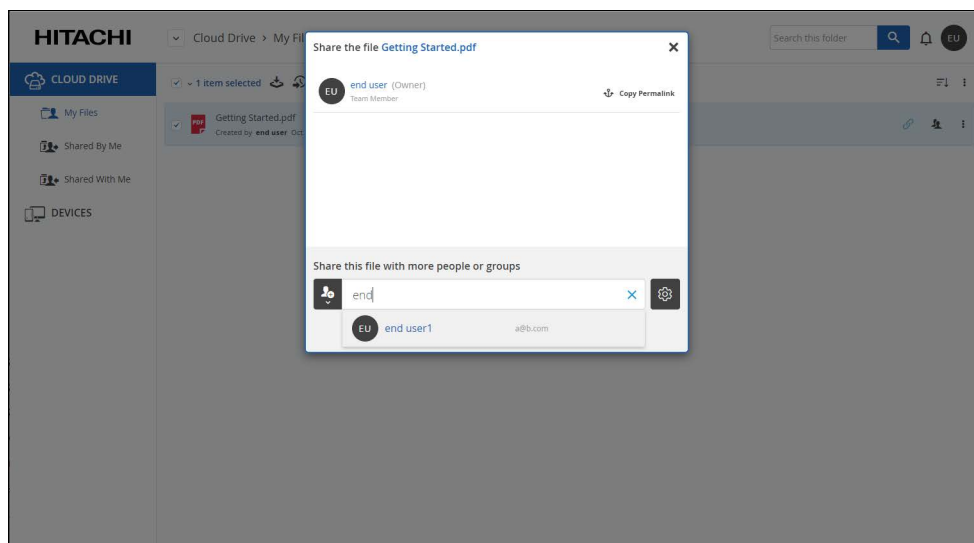 HITACHI
Cloud Drive > My Fil
Search this folder
EU
Share the file Getting Started.pdf
CLOUD DRIVE
1 item selected
EU
end user (Owner)
Team Member
Copy Permalink
My Files
PDF
Getting Started.pdf
Created by end user Oct
Shared By Me
Shared With Me
DEVICES
Share this file with more people or groups
end
EU
end user1
a@b.com